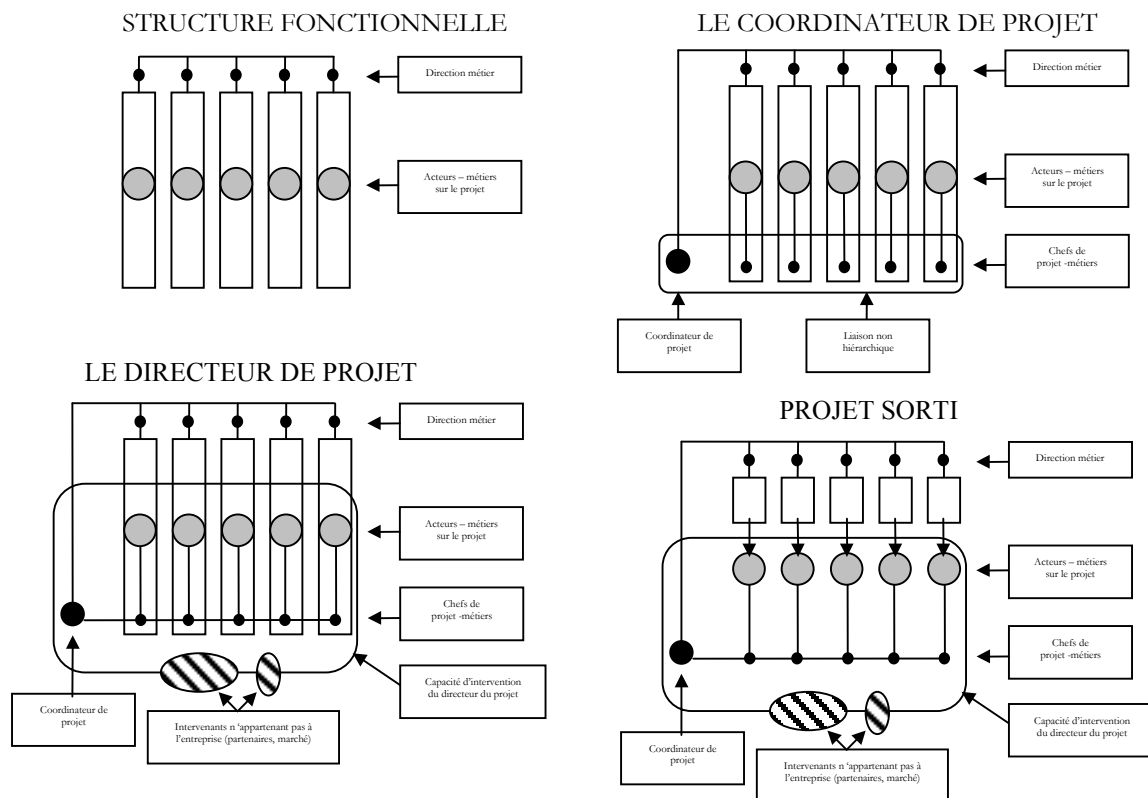 STRUCTURE FONCTIONNELLE
Direction métier
Acteurs – métiers
sur le projet
LE COORDINATEUR DE PROJET
Direction métier
Acteurs – métiers
sur le projet
Chefs de
projet -métiers
Coordinateur de
projet
Liaison non
hiérarchique
LE DIRECTEUR DE PROJET
Direction métier
Acteurs – métiers
sur le projet
Chefs de
projet -métiers
Capacité d'intervention
du directeur du projet
Coordinateur de
projet
Intervenants n 'appartenant pas à
l'entreprise (partenaires, marché)
PROJET SORTI
Direction métier
Acteurs – métiers
sur le projet
Chefs de
projet -métiers
Capacité d'intervention
du directeur du projet
Coordinateur de
projet
Intervenants n 'appartenant pas à
l'entreprise (partenaires, marché)